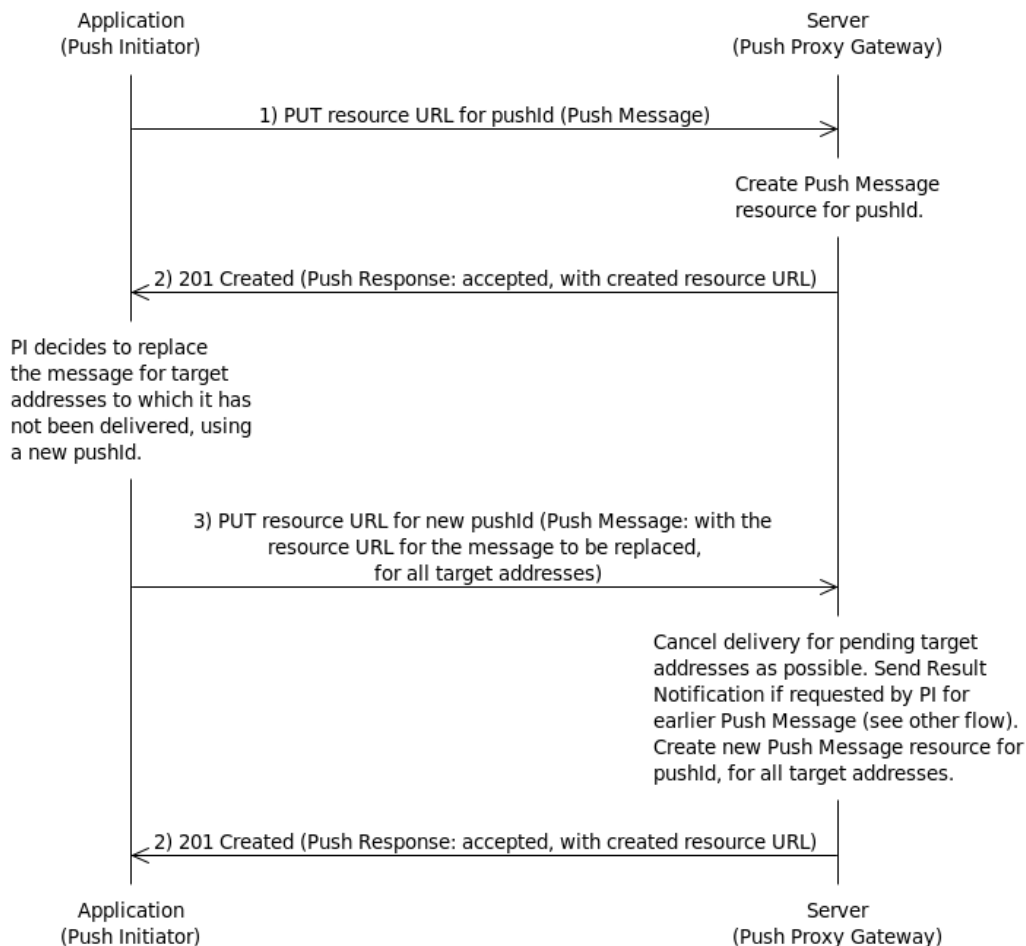 Application
(Push Initiator)
Server
(Push Proxy Gateway)
1) PUT resource URL for pushId (Push Message)
Create Push Message
resource for pushId.
2) 201 Created (Push Response: accepted, with created resource URL)
PI decides to replace
the message for target
addresses to which it has
not been delivered, using
a new pushId.
3) PUT resource URL for new pushId (Push Message: with the
resource URL for the message to be replaced,
for all target addresses)
Cancel delivery for pending target
addresses as possible. Send Result
Notification if requested by PI for
earlier Push Message (see other flow).
Create new Push Message resource for
pushId, for all target addresses.
2) 201 Created (Push Response: accepted, with created resource URL)
Application
(Push Initiator)
Server
(Push Proxy Gateway)